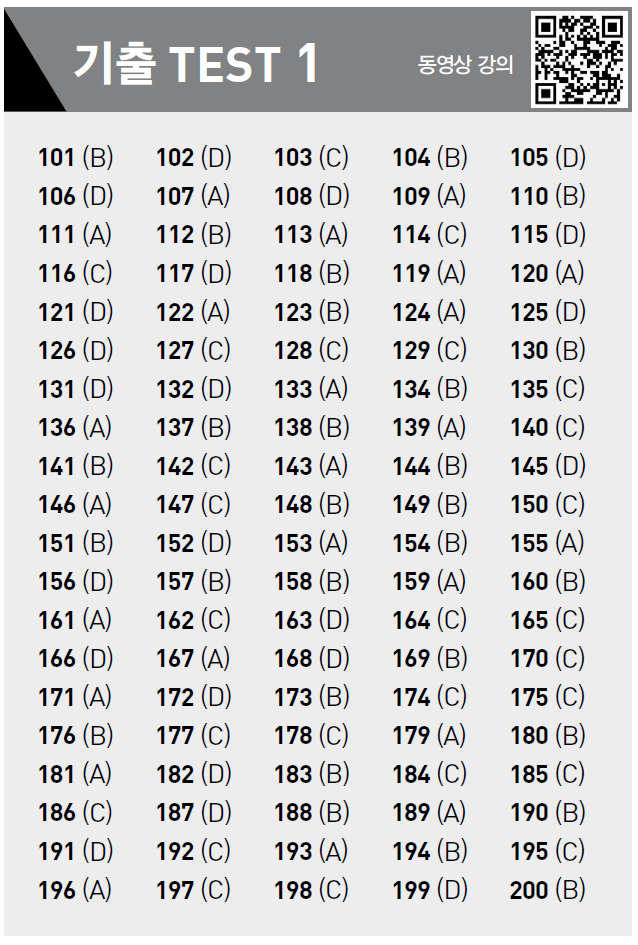 기출 TEST 1
동영상 강의
101 (B) 102 (D) 103 (C) 104 (B) 105 (D)
106 (D) 107 (A) 108 (D) 109 (A) 110 (B)
111 (A) 112 (B) 113 (A) 114 (C) 115 (D)
116 (C) 117 (D) 118 (B) 119 (A) 120 (A)
121 (D) 122 (A) 123 (B) 124 (A) 125 (D)
126 (D) 127 (C) 128 (C) 129 (C) 130 (B)
131 (D) 132 (D) 133 (A) 134 (B) 135 (C)
136 (A) 137 (B) 138 (B) 139 (A) 140 (C)
141 (B) 142 (C) 143 (A) 144 (B) 145 (D)
146 (A) 147 (C) 148 (B) 149 (B) 150 (C)
151 (B) 152 (D) 153 (A) 154 (B) 155 (A)
156 (D) 157 (B) 158 (B) 159 (A) 160 (B)
161 (A) 162 (C) 163 (D) 164 (C) 165 (C)
166 (D) 167 (A) 168 (D) 169 (B) 170 (C)
171 (A) 172 (D) 173 (B) 174 (C) 175 (C)
176 (B) 177 (C) 178 (C) 179 (A) 180 (B)
181 (A) 182 (D) 183 (B) 184 (C) 185 (C)
186 (C) 187 (D) 188 (B) 189 (A) 190 (B)
191 (D) 192 (C) 193 (A) 194 (B) 195 (C)
196 (A) 197 (C) 198 (C) 199 (D) 200 (B)